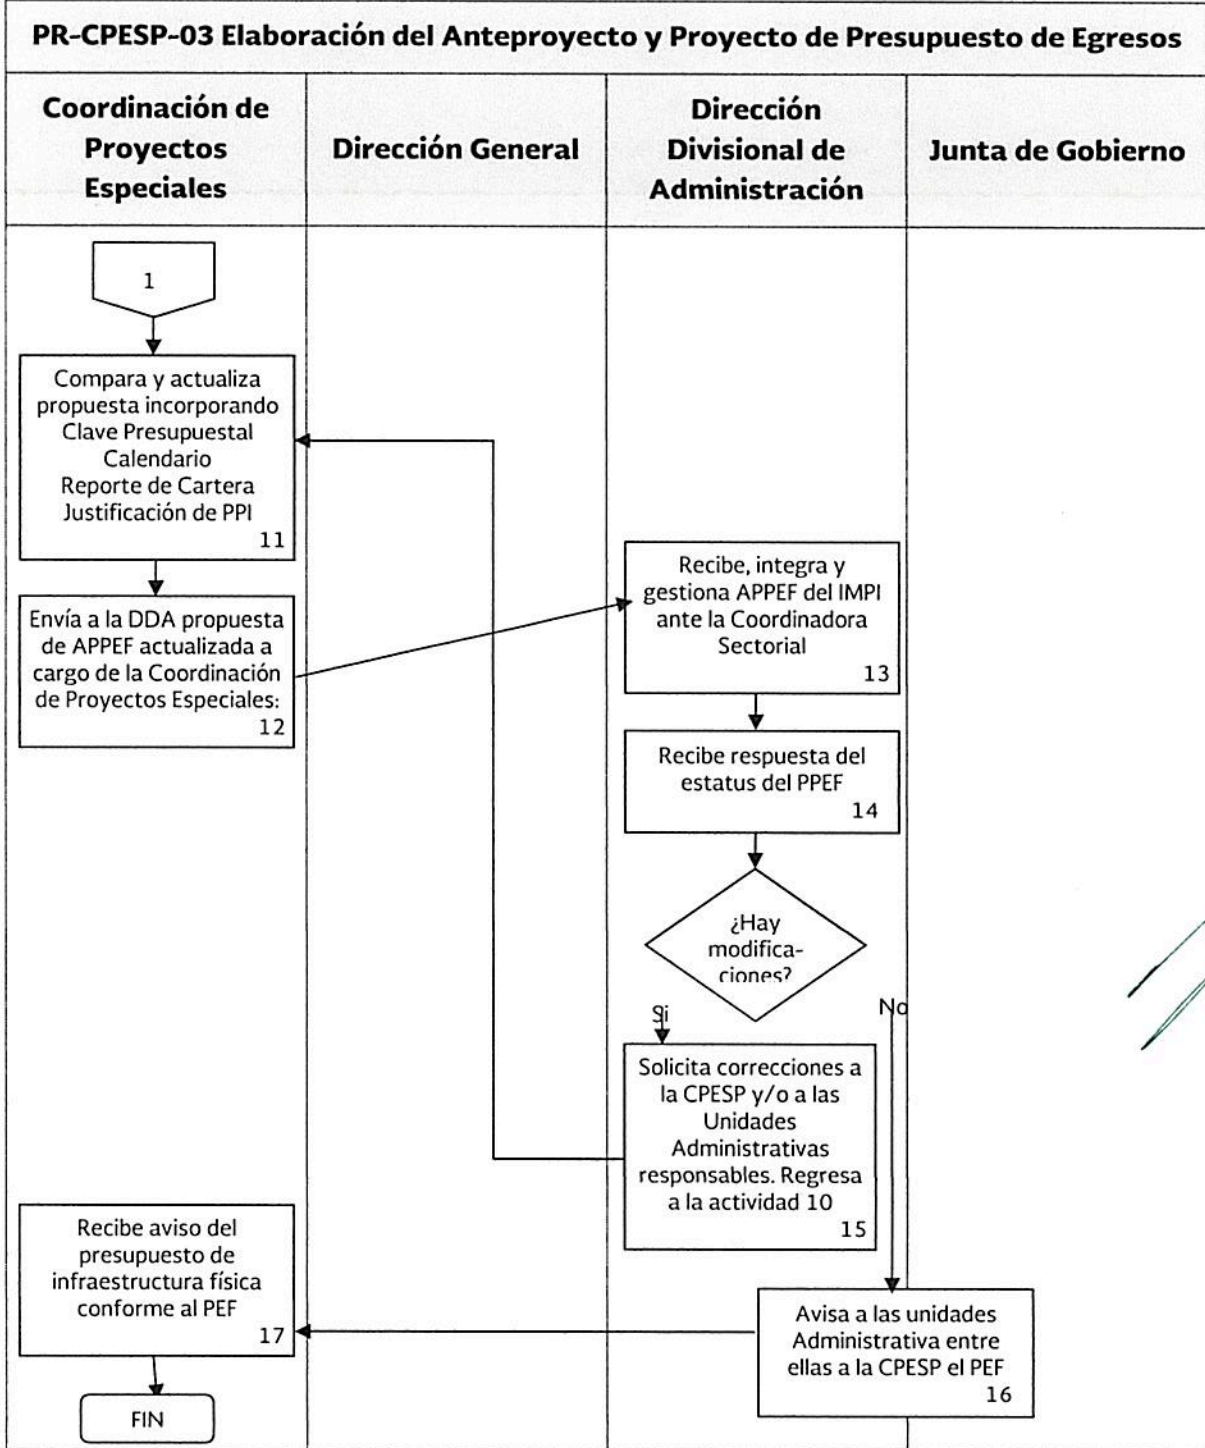 PR-CPESP-03 Elaboración del Anteproyecto y Proyecto de Presupuesto de Egresos
Coordinación de
Proyectos
Especiales
Dirección General
Dirección
Divisional de
Administración
Junta de Gobierno
1
Compara y actualiza
propuesta incorporando
Clave Presupuestal
Calendario
Reporte de Cartera
Justificación de PPI
11
Envía a la DDA propuesta
de APPEF actualizada a
cargo de la Coordinación
de Proyectos Especiales:
12
Recibe, integra y
gestiona APPEF del IMPI
ante la Coordinadora
Sectorial
13
Recibe respuesta del
estatus del PPEF
14
¿Hay
modifica-
ciones?
Si
No
Solicita correcciones a
la CPESP y/o a las
Unidades
Administrativas
responsables. Regresa
a la actividad 10
15
Avisa a las unidades
Administrativa entre
ellas a la CPESP el PEF
16
Recibe aviso del
presupuesto de
infraestructura física
conforme al PEF
17
FIN